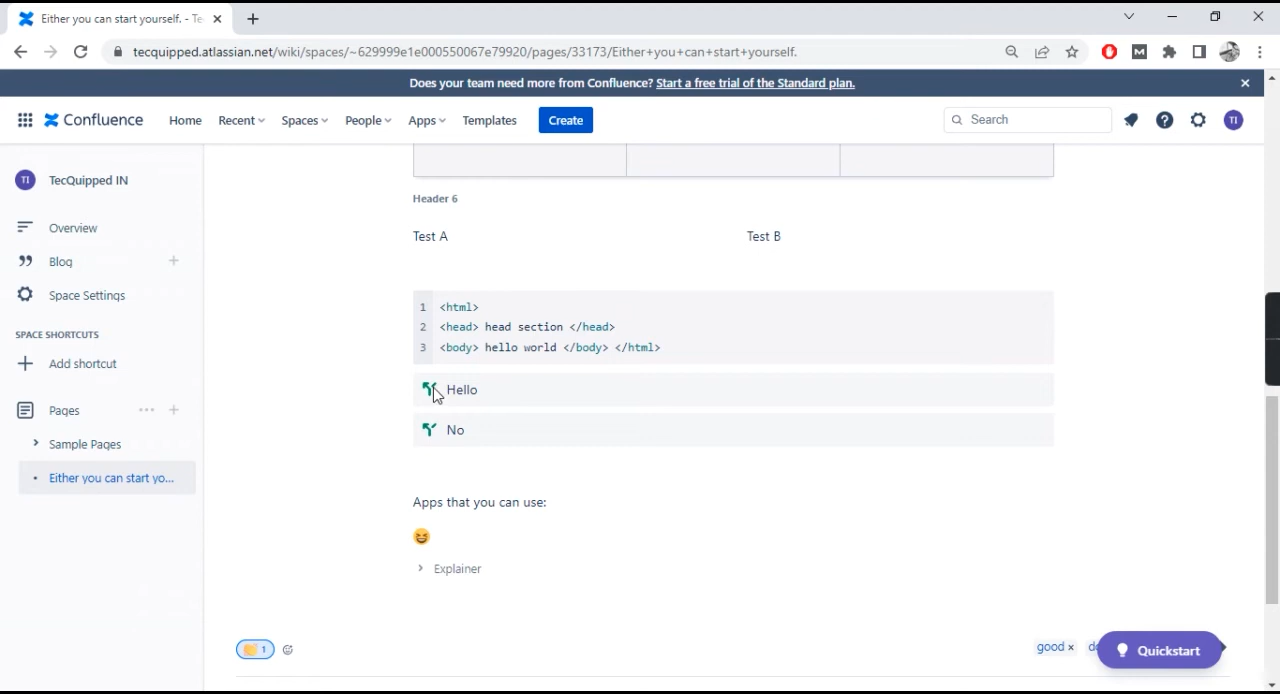 Either you can start yourself. - Te
tecquipped.atlassian.net/wiki/spaces/~629999e1e000550067e79920/pages/33173/Either+you+can+start+yourself.
Does your team need more from Confluence? Start a free trial of the Standard plan.
Confluence Home Recent Spaces People Apps Templates Create Search TI
TI TecQuipped IN
Overview
Blog
Space Settings
SPACE SHORTCUTS
Add shortcut
Pages
Sample Pages
Either you can start yo...
Header 6
Test A Test B
1 <html>
2 <head> head section </head>
3 <body> hello world </body> </html>
Hello
No
Apps that you can use:
Explainer
1
good ×
Quickstart